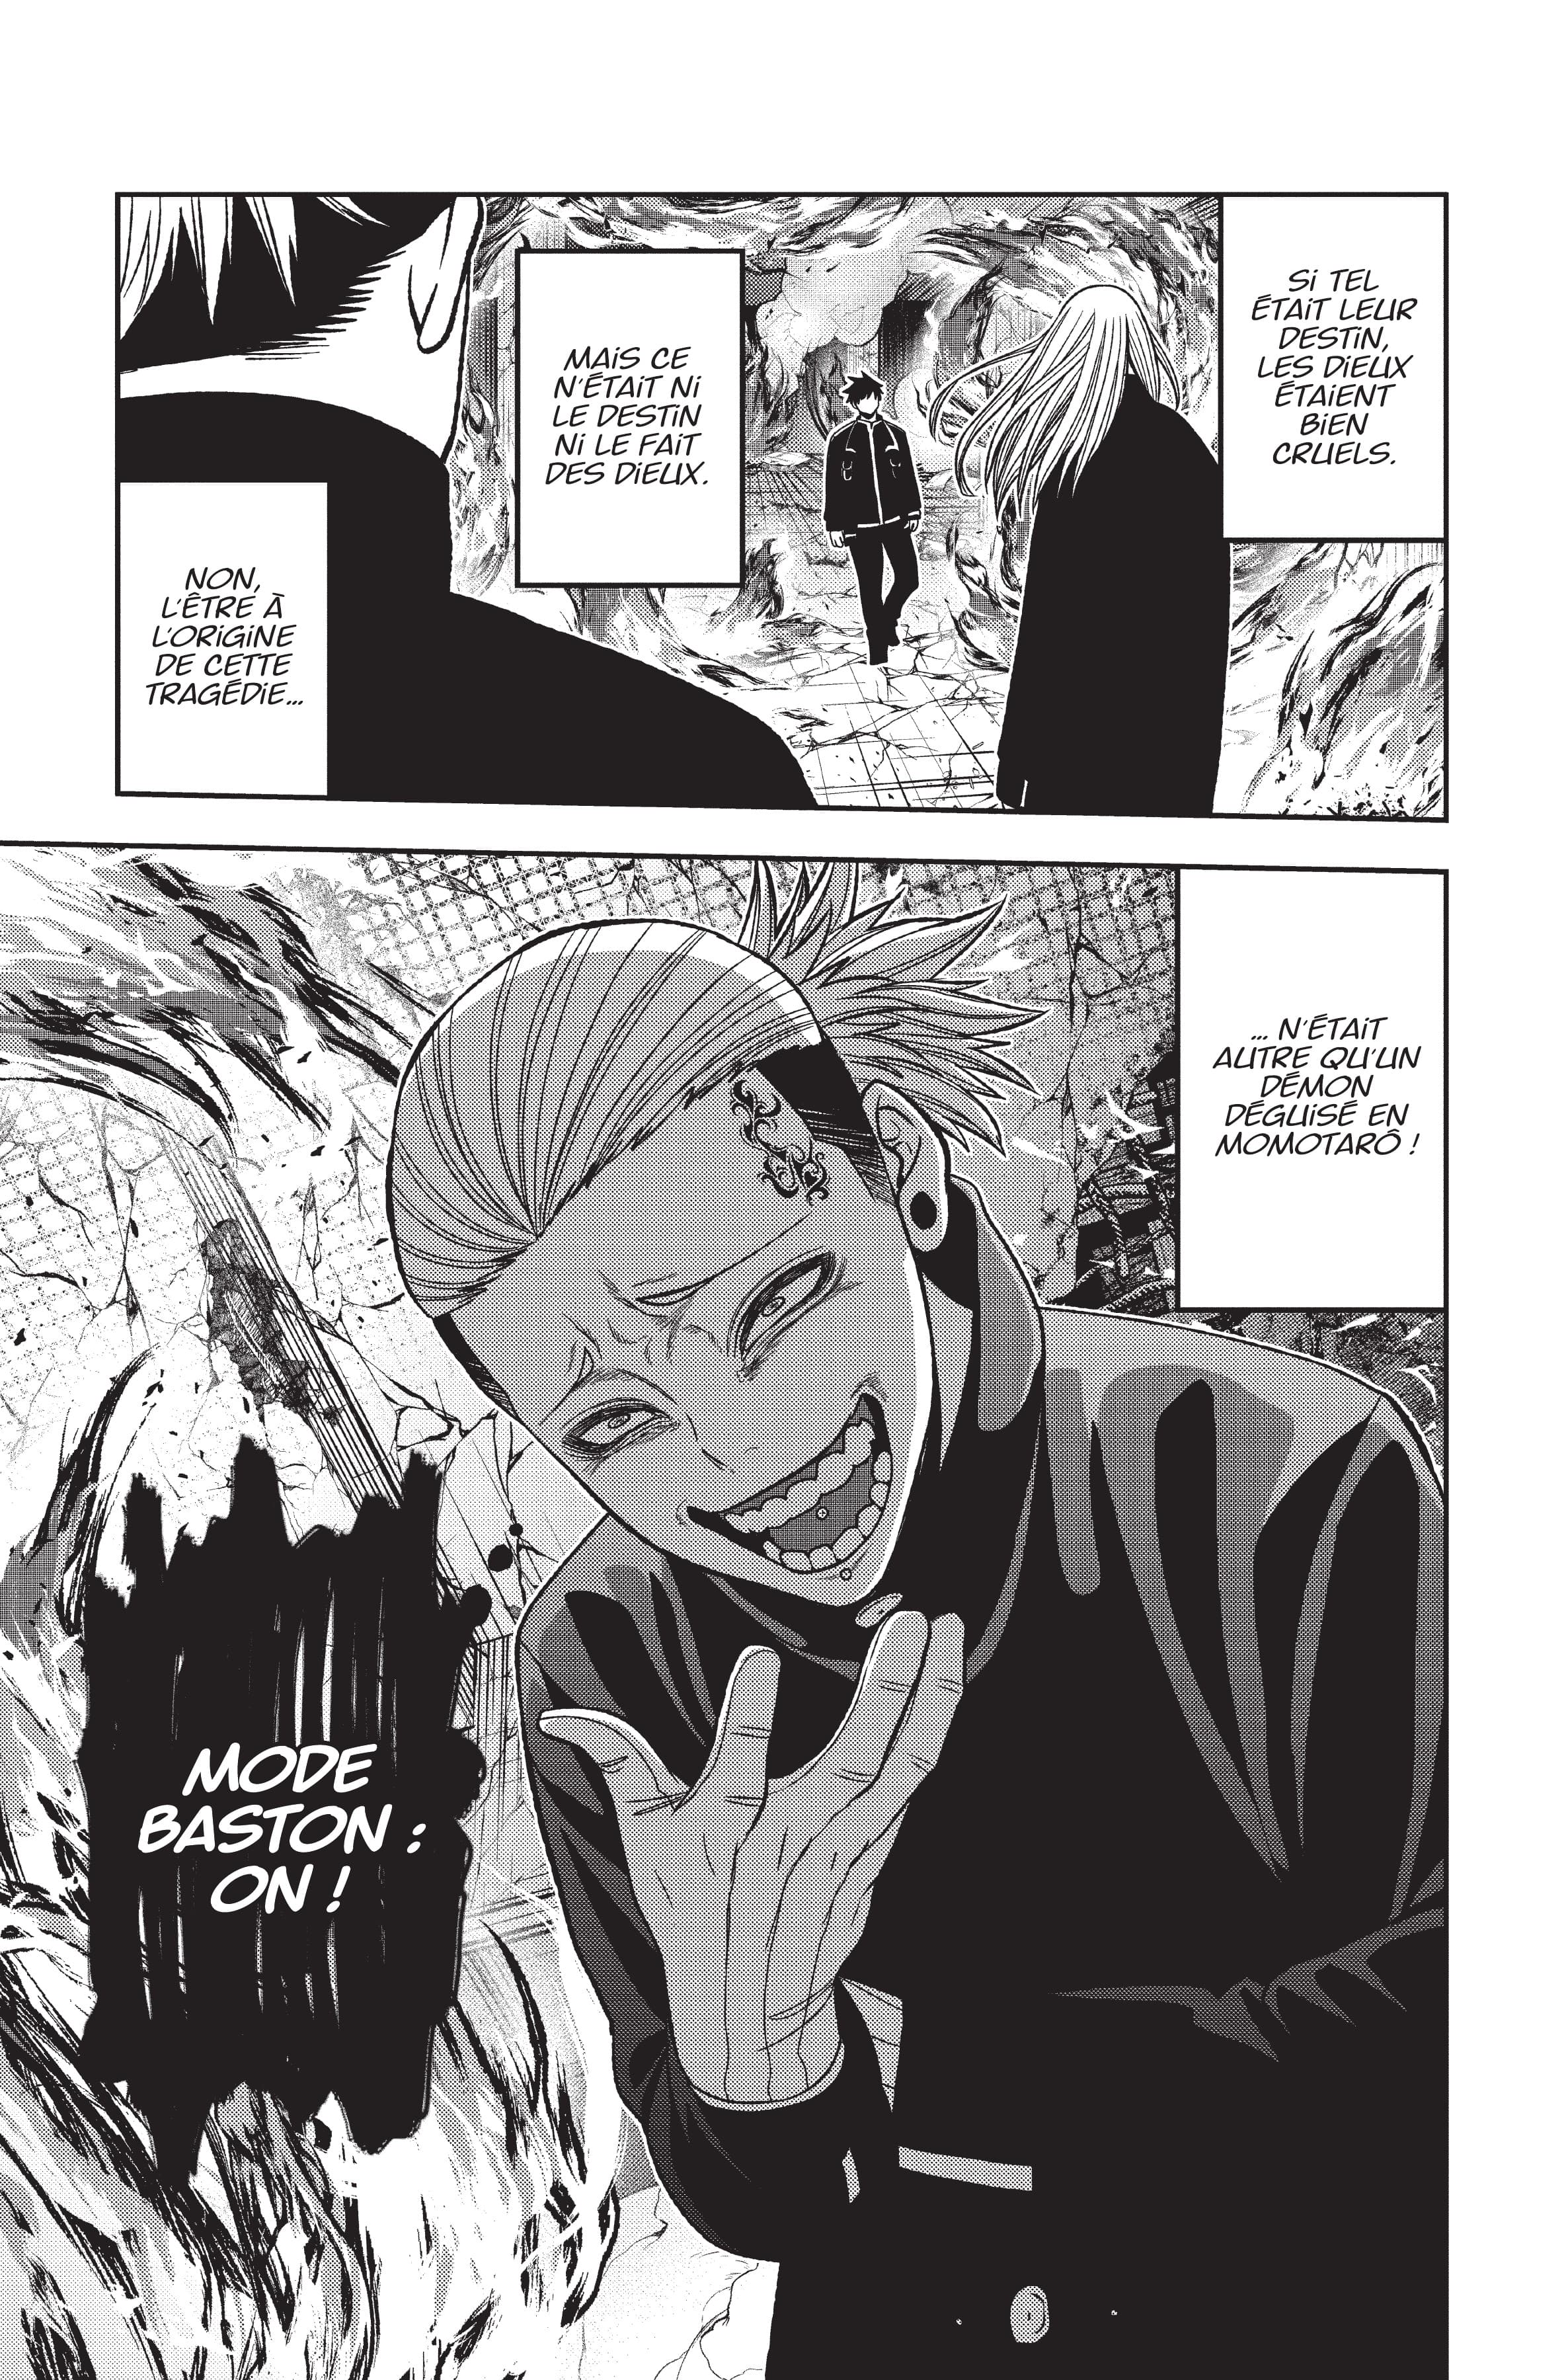 SI TEL
ÉTAIT LEUR
DESTIN,
LES DIEUX
ÉTAIENT
BIEN
CRUELS.
MAIS CE
N'ÉTAIT NI
LE DESTIN
NI LE FAIT
DES DIEUX.
NON,
L'ÊTRE À
L'ORIGINE
DE CETTE
TRAGÉDIE...
... N'ÉTAIT
AUTRE QU'UN
DÉMON
DÉGUISÉ EN
MOMOTARÔ !
MODE
BASTON :
ON !